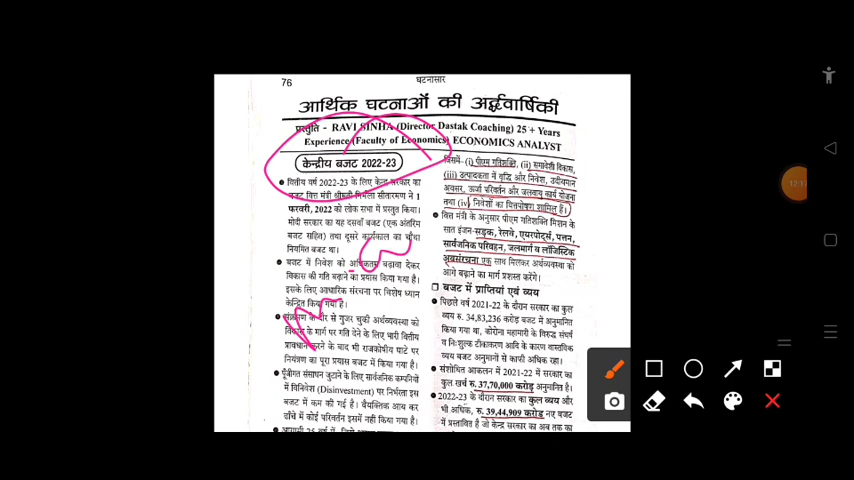 76
घटनासार
आर्थिक घटनाओं की अर्द्धवार्षिकी
प्रस्तुति - RAVI SINHA (Director Dastak Coaching) 25+ Years
Experience (Faculty of Economics) ECONOMICS ANALYST
केन्द्रीय बजट 2022-23
● वित्तीय वर्ष 2022-23 के लिए केन्द्र सरकार का
बजट वित्त मंत्री श्रीमती निर्मला सीतारमण ने 1
फरवरी, 2022 को लोक सभा में प्रस्तुत किया।
मोदी सरकार का यह दसवाँ बजट (एक अंतरिम
बजट सहित) तथा दूसरे कार्यकाल का चौथा
नियमित बजट था।
● बजट में निवेश को अधिकतम बढ़ावा देकर
विकास की गति बढ़ाने का प्रयास किया गया है।
इसके लिए आधारिक संरचना पर विशेष ध्यान
केन्द्रित किया गया है।
● संक्रमण के दौर से गुजर चुकी अर्थव्यवस्था को
विकास के मार्ग पर गति देने के लिए भारी वित्तीय
प्रावधान करने के बाद भी राजकोषीय घाटे पर
नियंत्रण का पूरा प्रयास बजट में किया गया है।
● पूँजीगत संसाधन जुटाने के लिए सार्वजनिक कम्पनियों
में विनिवेश (Disinvestment) पर निर्भरता इस
बजट में कम की गई है। वैयक्तिक आय कर
ढाँचे में कोई परिवर्तन इसमें नहीं किया गया है।
● आगामी 25 वर्ष में
जिसमें - (i) पीएम गतिशक्ति, (ii) समावेशी विकास,
(iii) उत्पादकता में वृद्धि और निवेश, उदीयमान
अवसर, ऊर्जा परिवर्तन और जलवायु कार्य योजना
तथा (iv) निवेशों का वित्तपोषण शामिल है।
● वित्त मंत्री के अनुसार पीएम गतिशक्ति मिशन के
सात इंजन- सड़क, रेलवे, एयरपोर्ट्स, पत्तन,
सार्वजनिक परिवहन, जलमार्ग व लॉजिस्टिक
अवसंरचना एक साथ मिलकर अर्थव्यवस्था को
आगे बढ़ाने का मार्ग प्रशस्त करेंगे।
❑ बजट में प्राप्तियाँ एवं व्यय
● पिछले वर्ष 2021-22 के दौरान सरकार का कुल
व्यय रु. 34,83,236 करोड़ बजट में अनुमानित
किया गया था, कोरोना महामारी के विरुद्ध संघर्ष
व निःशुल्क टीकाकरण आदि के कारण वास्तविक
व्यय बजट अनुमानों से काफी अधिक रहा।
● संशोधित आकलन में 2021-22 में सरकार का
कुल खर्च रु. 37,70,000 करोड़ अनुमानित है।
● 2022-23 के दौरान सरकार का कुल व्यय और
भी अधिक, रु. 39,44,909 करोड़ नए बजट
में प्रस्तावित है जो केन्द्र सरकार का अब तक का